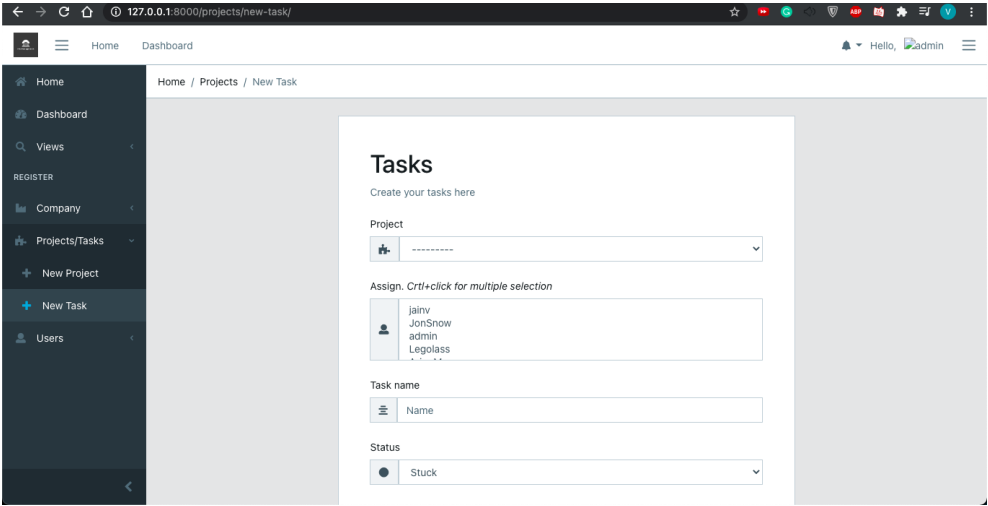 127.0.0.1:8000/projects/new-task/
ABP
V
Home Dashboard
Hello, admin
Home
Dashboard
Views
REGISTER
Company
Projects/Tasks
New Project
New Task
Users
Home / Projects / New Task
Tasks
Create your tasks here
Project
---------
Assign. Crtl+click for multiple selection
jainv
JonSnow
admin
Legolass
Task name
Name
Status
Stuck